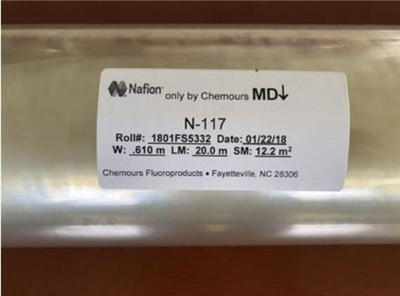 Nafion™ only by Chemours MD↓
N-117
Roll#: 1801FS5332 Date: 01/22/18
W: .610 m LM: 20.0 m SM: 12.2 m²
Chemours Fluoroproducts • Fayetteville, NC 28306